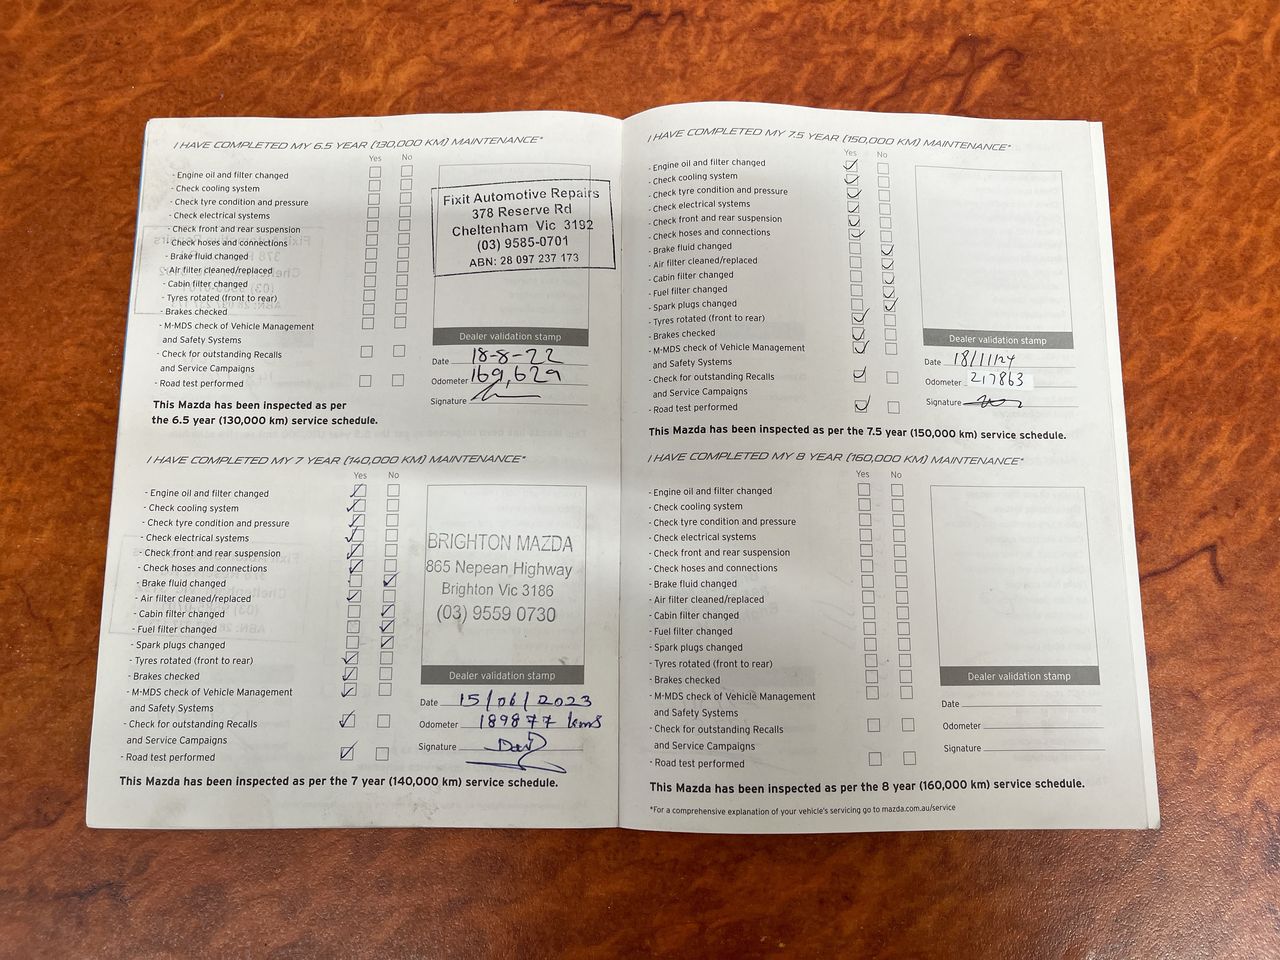 I HAVE COMPLETED MY 6.5 YEAR (130,000 KM) MAINTENANCE*
Yes No
- Engine oil and filter changed
- Check cooling system
- Check tyre condition and pressure
- Check electrical systems
- Check front and rear suspension
- Check hoses and connections
- Brake fluid changed
- Air filter cleaned/replaced
- Cabin filter changed
- Tyres rotated (front to rear)
- Brakes checked
- M-MDS check of Vehicle Management
and Safety Systems
- Check for outstanding Recalls
and Service Campaigns
- Road test performed
Fixit Automotive Repairs
378 Reserve Rd
Cheltenham Vic 3192
(03) 9585-0701
ABN: 28 097 237 173
Dealer validation stamp
Date 18-8-22
Odometer 169,629
Signature
This Mazda has been inspected as per
the 6.5 year (130,000 km) service schedule.
I HAVE COMPLETED MY 7 YEAR (140,000 KM) MAINTENANCE*
Yes No
- Engine oil and filter changed
- Check cooling system
- Check tyre condition and pressure
- Check electrical systems
- Check front and rear suspension
- Check hoses and connections
- Brake fluid changed
- Air filter cleaned/replaced
- Cabin filter changed
- Fuel filter changed
- Spark plugs changed
- Tyres rotated (front to rear)
- Brakes checked
- M-MDS check of Vehicle Management
and Safety Systems
- Check for outstanding Recalls
and Service Campaigns
- Road test performed
BRIGHTON MAZDA
865 Nepean Highway
Brighton Vic 3186
(03) 9559 0730
Dealer validation stamp
Date 15/06/2023
Odometer 189877 kms
Signature
This Mazda has been inspected as per the 7 year (140,000 km) service schedule.
I HAVE COMPLETED MY 7.5 YEAR (150,000 KM) MAINTENANCE*
Yes No
- Engine oil and filter changed
- Check cooling system
- Check tyre condition and pressure
- Check electrical systems
- Check front and rear suspension
- Check hoses and connections
- Brake fluid changed
- Air filter cleaned/replaced
- Cabin filter changed
- Fuel filter changed
- Spark plugs changed
- Tyres rotated (front to rear)
- Brakes checked
- M-MDS check of Vehicle Management
and Safety Systems
- Check for outstanding Recalls
and Service Campaigns
- Road test performed
Dealer validation stamp
Date 18/11/24
Odometer 217863
Signature
This Mazda has been inspected as per the 7.5 year (150,000 km) service schedule.
I HAVE COMPLETED MY 8 YEAR (160,000 KM) MAINTENANCE*
Yes No
- Engine oil and filter changed
- Check cooling system
- Check tyre condition and pressure
- Check electrical systems
- Check front and rear suspension
- Check hoses and connections
- Brake fluid changed
- Air filter cleaned/replaced
- Cabin filter changed
- Fuel filter changed
- Spark plugs changed
- Tyres rotated (front to rear)
- Brakes checked
- M-MDS check of Vehicle Management
and Safety Systems
- Check for outstanding Recalls
and Service Campaigns
- Road test performed
Dealer validation stamp
Date
Odometer
Signature
This Mazda has been inspected as per the 8 year (160,000 km) service schedule.
*For a comprehensive explanation of your vehicle's servicing go to mazda.com.au/service